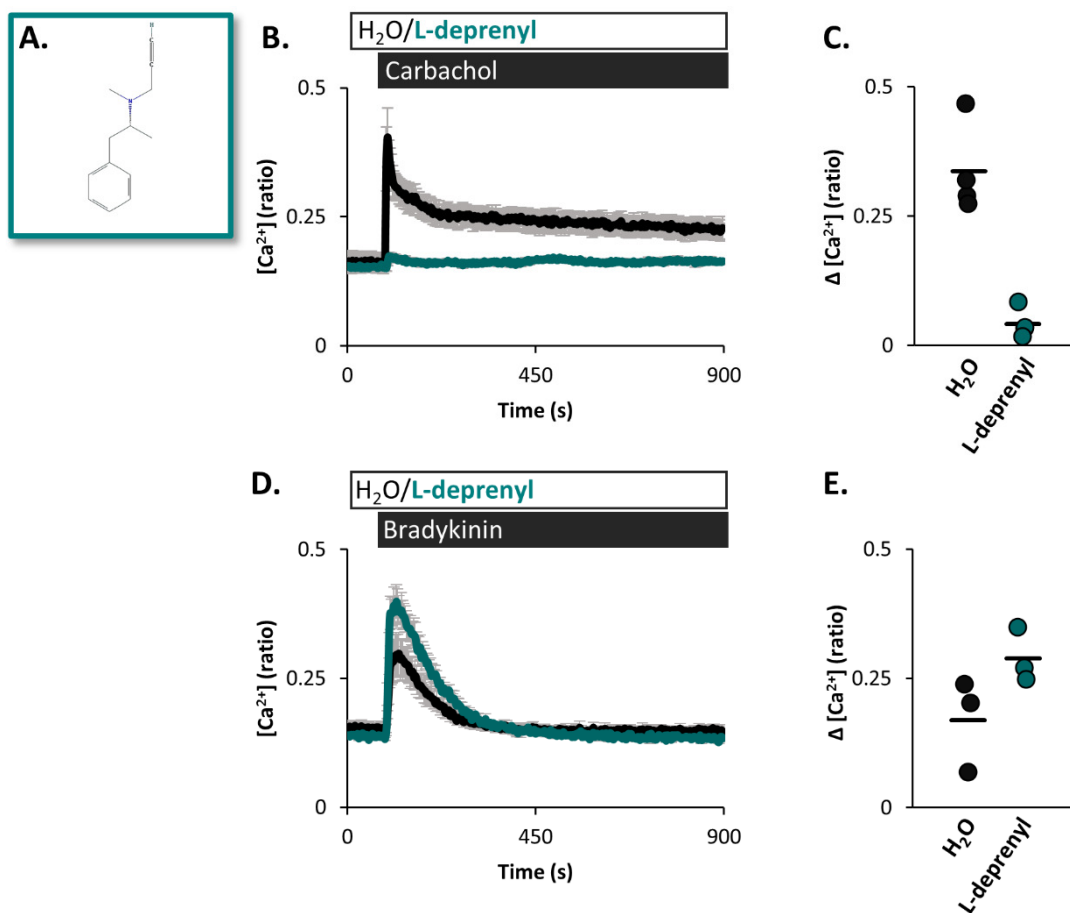 A.
B.
H₂O/L-deprenyl
Carbachol
0.5
0.25
0
[Ca²⁺] (ratio)
0
450
900
Time (s)
C.
0.5
0.25
0
Δ [Ca²⁺] (ratio)
H₂O
L-deprenyl
D.
H₂O/L-deprenyl
Bradykinin
0.5
0.25
0
[Ca²⁺] (ratio)
0
450
900
Time (s)
E.
0.5
0.25
0
Δ [Ca²⁺] (ratio)
H₂O
L-deprenyl